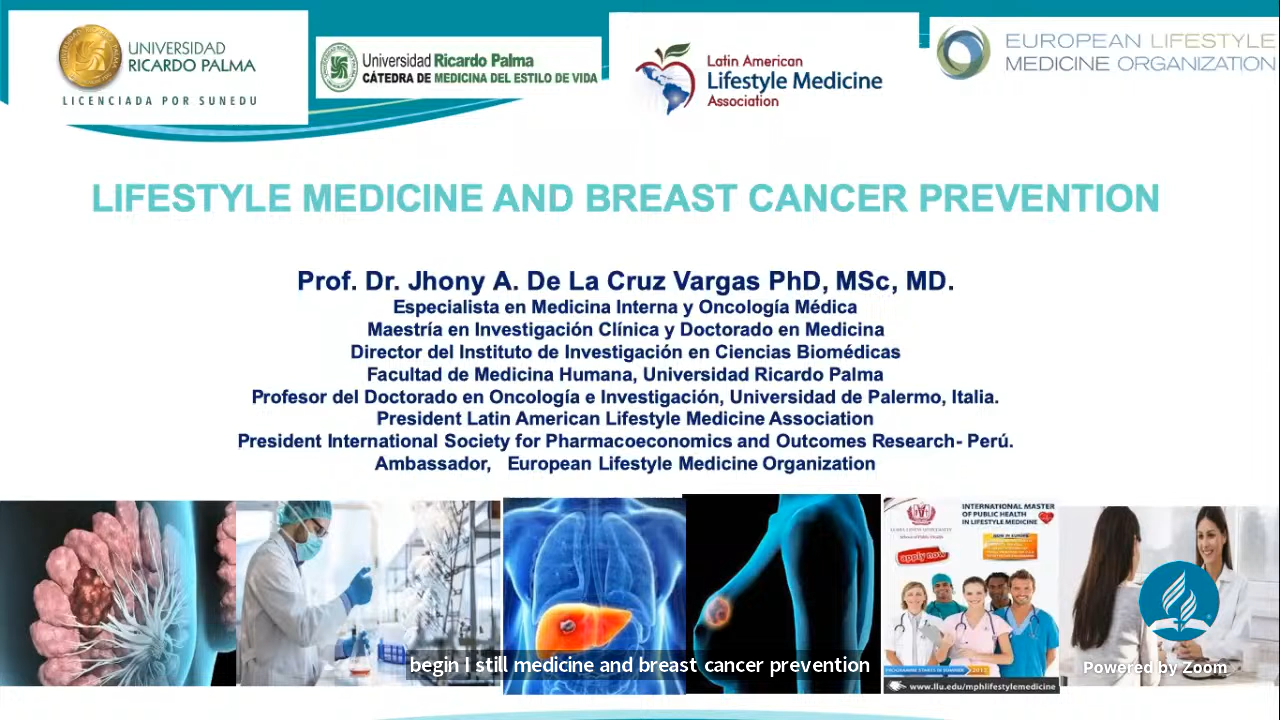 UNIVERSIDAD
RICARDO PALMA
LICENCIADA POR SUNEDU
Universidad Ricardo Palma
CÁTEDRA DE MEDICINA DEL ESTILO DE VIDA
Latin American
Lifestyle Medicine
Association
EUROPEAN LIFESTYLE
MEDICINE ORGANIZATION
LIFESTYLE MEDICINE AND BREAST CANCER PREVENTION
Prof. Dr. Jhony A. De La Cruz Vargas PhD, MSc, MD.
Especialista en Medicina Interna y Oncología Médica
Maestría en Investigación Clínica y Doctorado en Medicina
Director del Instituto de Investigación en Ciencias Biomédicas
Facultad de Medicina Humana, Universidad Ricardo Palma
Profesor del Doctorado en Oncología e Investigación, Universidad de Palermo, Italia.
President Latin American Lifestyle Medicine Association
President International Society for Pharmacoeconomics and Outcomes Research- Perú.
Ambassador, European Lifestyle Medicine Organization
INTERNATIONAL MASTER
OF PUBLIC HEALTH
IN LIFESTYLE MEDICINE
apply now
www.llu.edu/mphlifestylemedicine
begin I still medicine and breast cancer prevention
Powered by Zoom